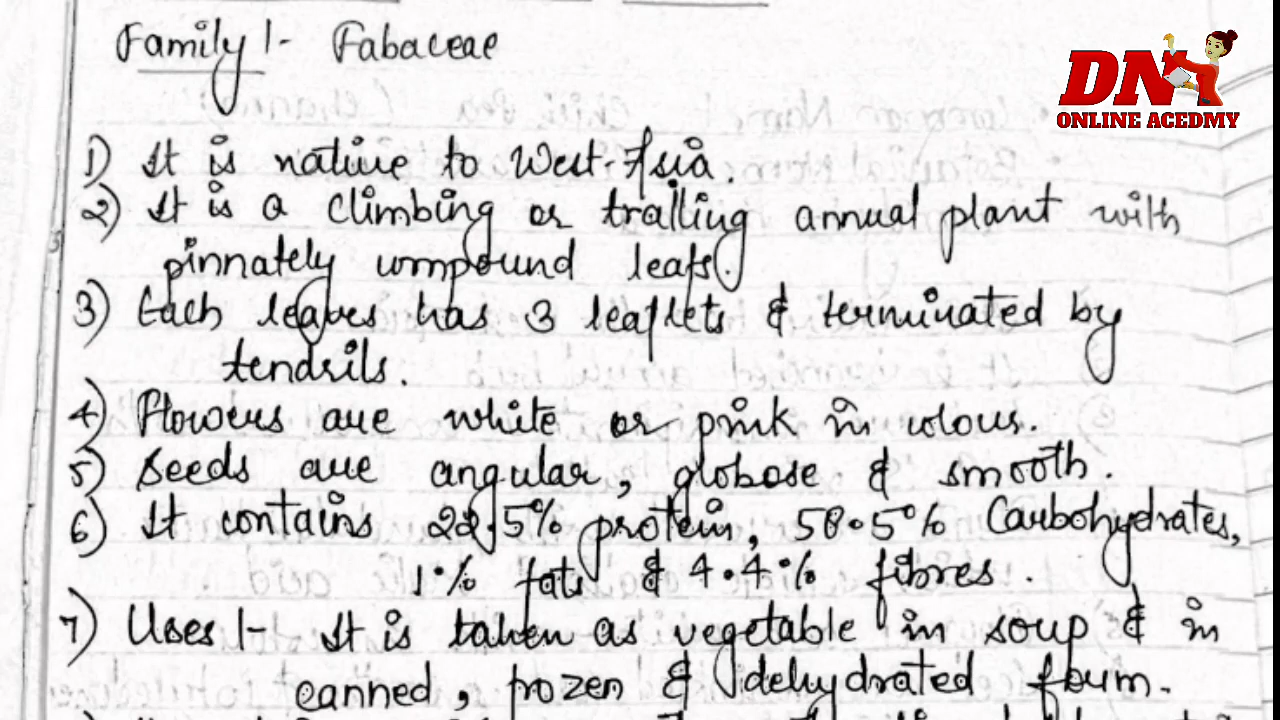 Family :- Fabaceae
DNA
ONLINE ACEDMY
1) It is native to West-Asia.
2) It is a climbing or tralling annual plant with
pinnately compound leafs.
3) Each leaves has 3 leaflets & terminated by
tendrils.
4) Flowers are white or pink in colour.
5) Seeds are angular, globose & smooth.
6) It contains 22.5% protein, 58.5% Carbohydrates,
1.% fats & 4.4% fibres.
7) Uses :- It is taken as vegetable in soup & in
canned, frozen & dehydrated form.